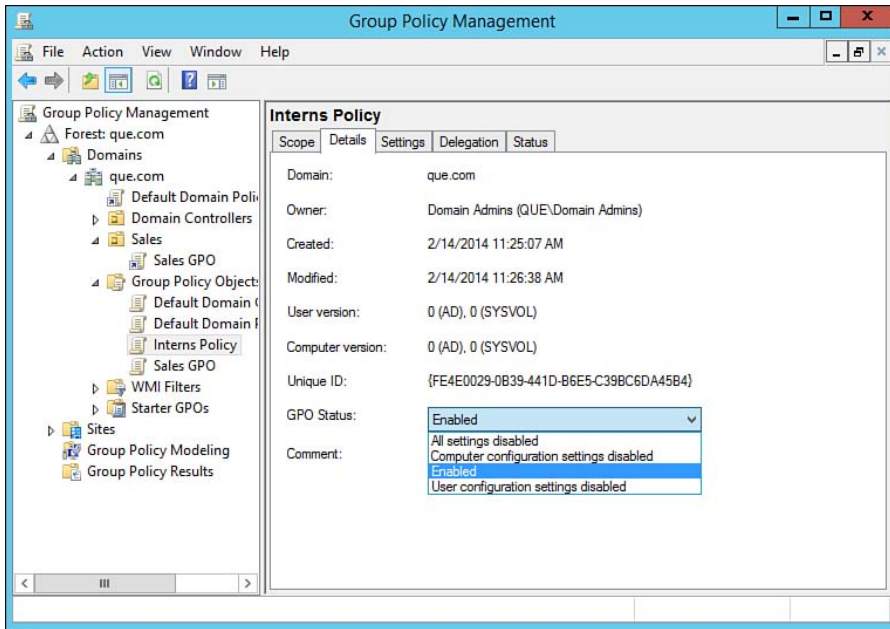 Group Policy Management
File Action View Window Help
Group Policy Management
Forest: que.com
Domains
que.com
Default Domain Poli
Domain Controllers
Sales
Sales GPO
Group Policy Object
Default Domain
Default Domain
Interns Policy
Sales GPO
WMI Filters
Starter GPOs
Sites
Group Policy Modeling
Group Policy Results
Interns Policy
Scope Details Settings Delegation Status
Domain: que.com
Owner: Domain Admins (QUE\Domain Admins)
Created: 2/14/2014 11:25:07 AM
Modified: 2/14/2014 11:26:38 AM
User version: 0 (AD), 0 (SYSVOL)
Computer version: 0 (AD), 0 (SYSVOL)
Unique ID: {FE4E0029-0B39-441D-B6E5-C39BC6DA45B4}
GPO Status: Enabled
All settings disabled
Computer configuration settings disabled
Enabled
User configuration settings disabled
Comment: